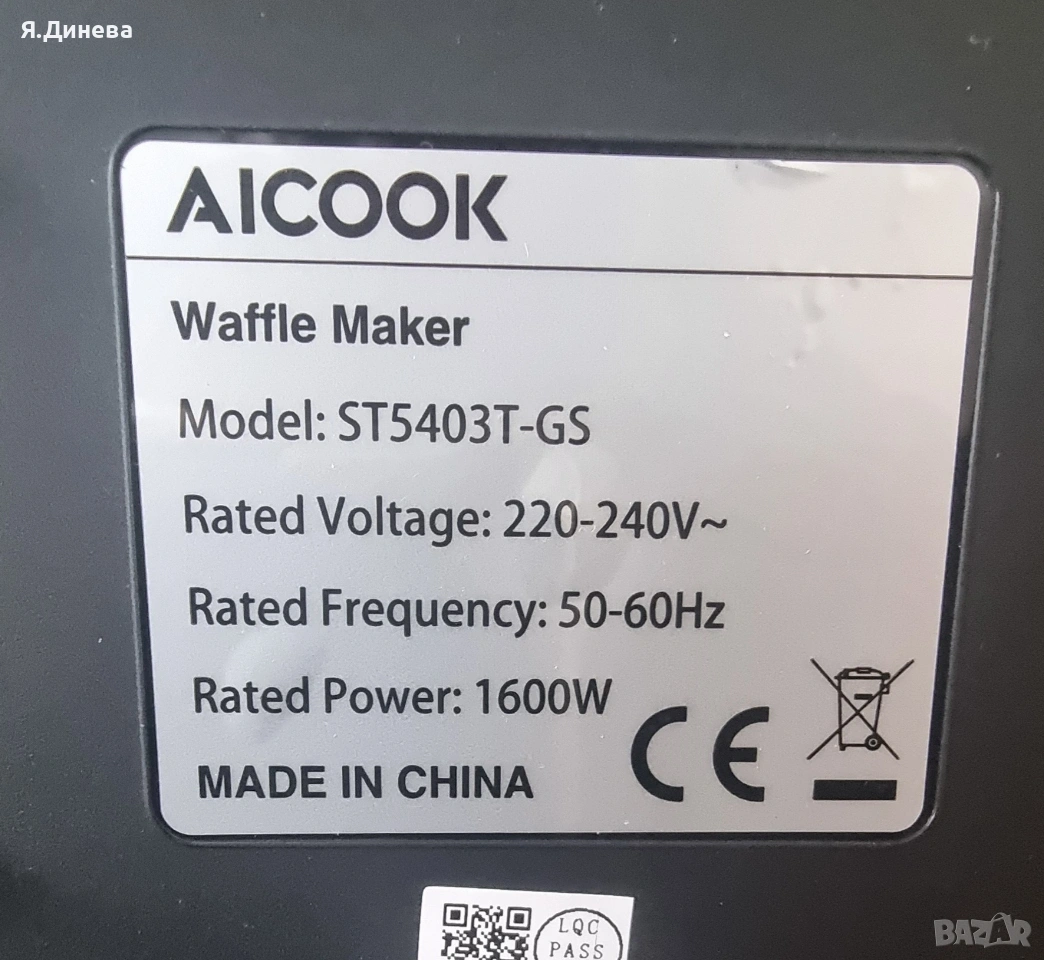 Я.Динева
AICOOK
Waffle Maker
Model: ST5403T-GS
Rated Voltage: 220-240V~
Rated Frequency: 50-60Hz
Rated Power: 1600W
MADE IN CHINA
CE
LQC
PASS
BAZAR